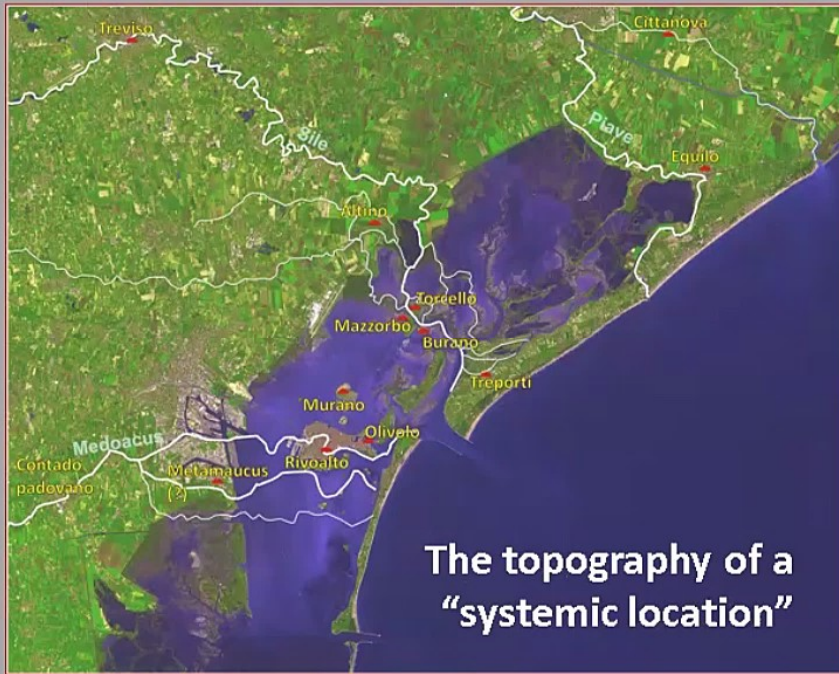 Treviso
Cittanova
Sile
Piave
Equilo
Altino
Torcello
Mazzorbo
Burano
Treporti
Murano
Olivolo
Medoacus
Rivoalto
Contado
padovano
Metamaucus
(?)
The topography of a
“systemic location”